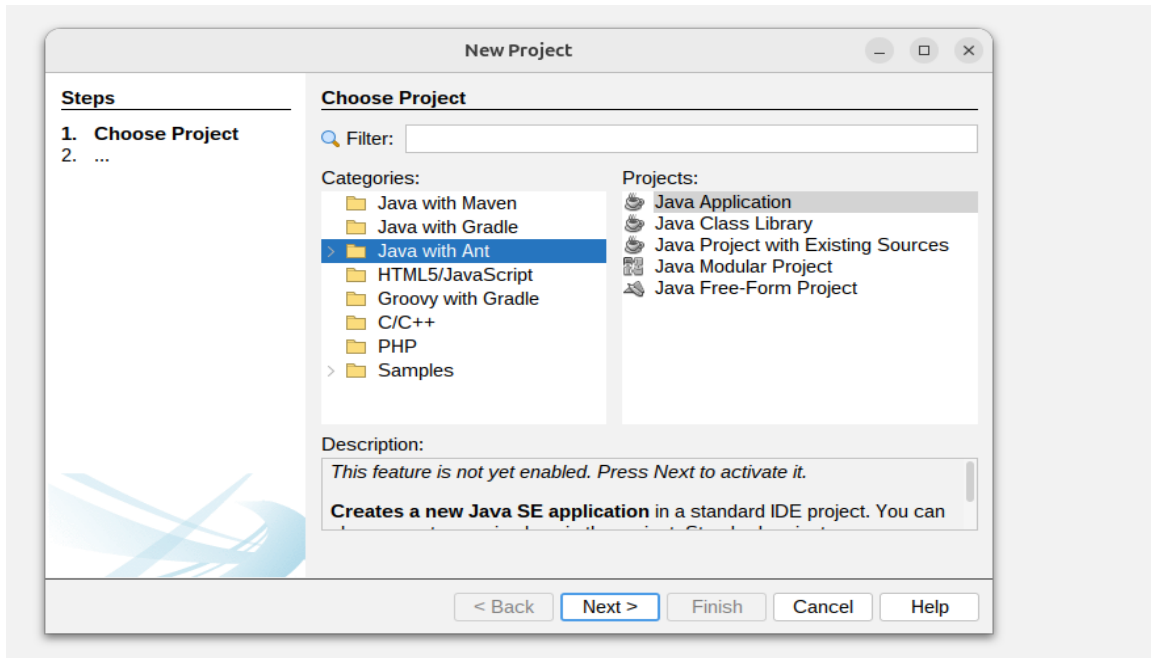 New Project
Steps
1. Choose Project
2. ...
Choose Project
Filter:
Categories:
Java with Maven
Java with Gradle
Java with Ant
HTML5/JavaScript
Groovy with Gradle
C/C++
PHP
Samples
Projects:
Java Application
Java Class Library
Java Project with Existing Sources
Java Modular Project
Java Free-Form Project
Description:
This feature is not yet enabled. Press Next to activate it.
Creates a new Java SE application in a standard IDE project. You can
< Back
Next >
Finish
Cancel
Help